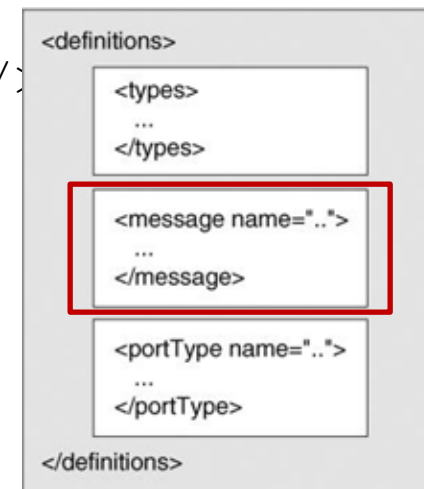 <definitions>
/>
<types>
...
</types>
<message name="..">
...
</message>
<portType name="..">
...
</portType>
</definitions>